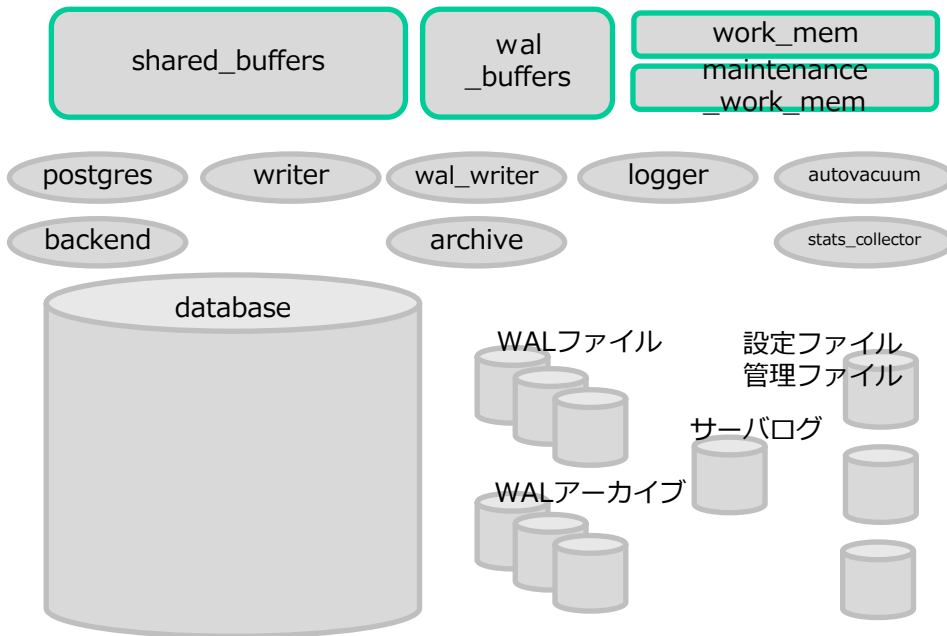 shared_buffers
wal
_buffers
work_mem
maintenance
_work_mem
postgres
writer
wal_writer
logger
autovacuum
backend
archive
stats_collector
database
WALファイル
設定ファイル
管理ファイル
サーバログ
WALアーカイブ